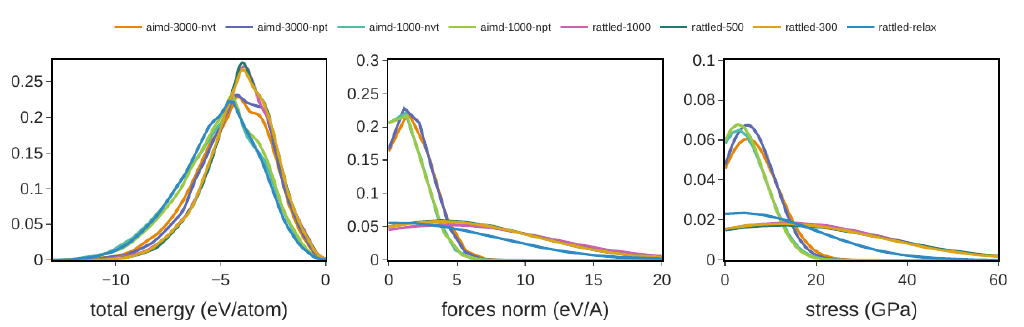 aimd-3000-nvt aimd-3000-npt aimd-1000-nvt aimd-1000-npt rattled-1000 rattled-500 rattled-300 rattled-relax
0.25
0.2
0.15
0.1
0.05
0
−10 −5 0
total energy (eV/atom)
0.3
0.25
0.2
0.15
0.1
0.05
0
0 5 10 15 20
forces norm (eV/A)
0.1
0.08
0.06
0.04
0.02
0
0 20 40 60
stress (GPa)